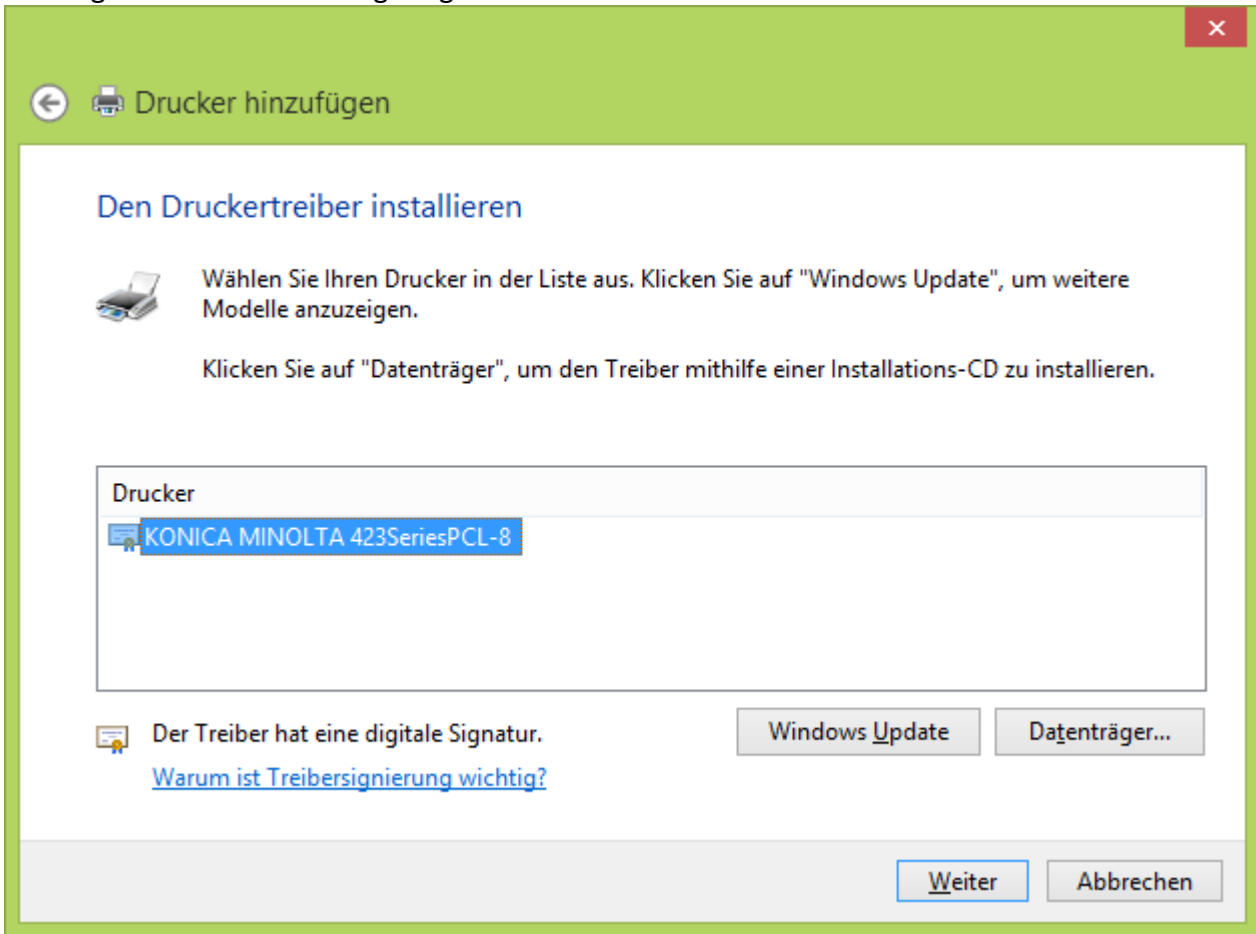 Drucker hinzufügen
Den Druckertreiber installieren
Wählen Sie Ihren Drucker in der Liste aus. Klicken Sie auf "Windows Update", um weitere
Modelle anzuzeigen.
Klicken Sie auf "Datenträger", um den Treiber mithilfe einer Installations-CD zu installieren.
Drucker
KONICA MINOLTA 423SeriesPCL-8
Der Treiber hat eine digitale Signatur.
Windows Update
Datenträger...
Warum ist Treibersignierung wichtig?
Weiter
Abbrechen